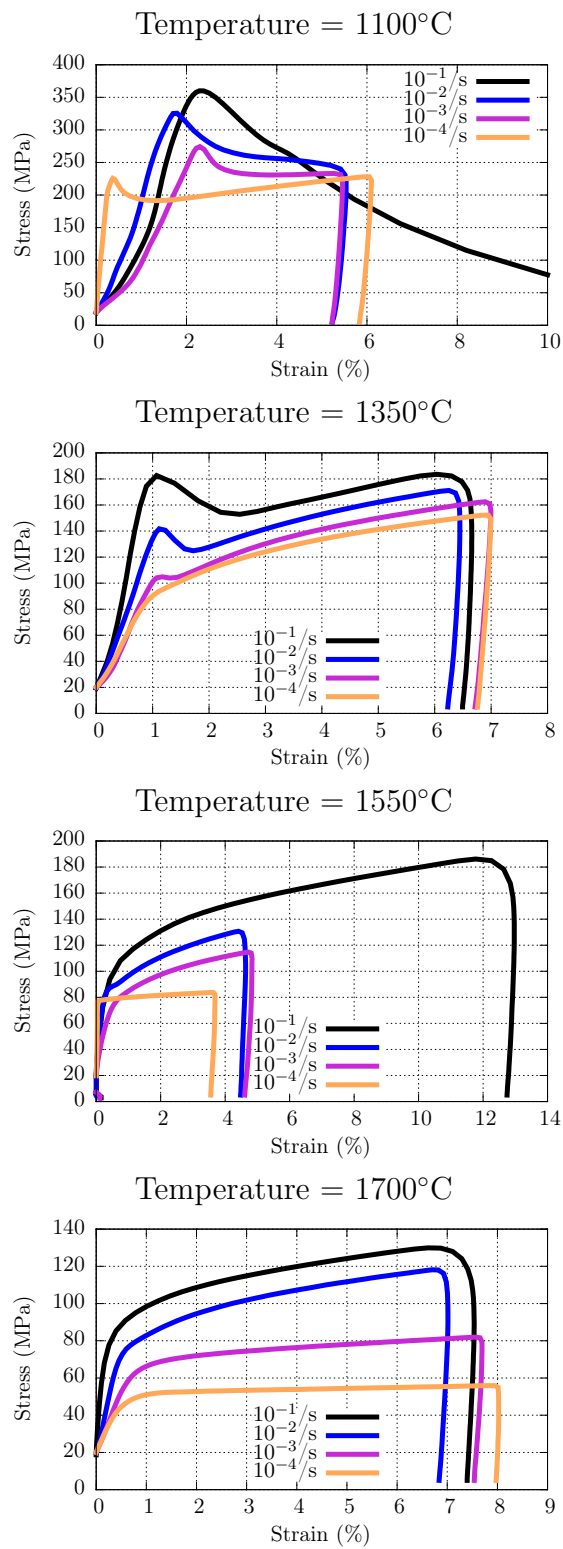 Temperature = 1100°C
Stress (MPa)
400
350
300
250
200
150
100
50
0
10⁻¹/s
10⁻²/s
10⁻³/s
10⁻⁴/s
0 2 4 6 8 10
Strain (%)
Temperature = 1350°C
Stress (MPa)
200
180
160
140
120
100
80
60
40
20
0
10⁻¹/s
10⁻²/s
10⁻³/s
10⁻⁴/s
0 1 2 3 4 5 6 7 8
Strain (%)
Temperature = 1550°C
Stress (MPa)
200
180
160
140
120
100
80
60
40
20
0
10⁻¹/s
10⁻²/s
10⁻³/s
10⁻⁴/s
0 2 4 6 8 10 12 14
Strain (%)
Temperature = 1700°C
Stress (MPa)
140
120
100
80
60
40
20
0
10⁻¹/s
10⁻²/s
10⁻³/s
10⁻⁴/s
0 1 2 3 4 5 6 7 8 9
Strain (%)